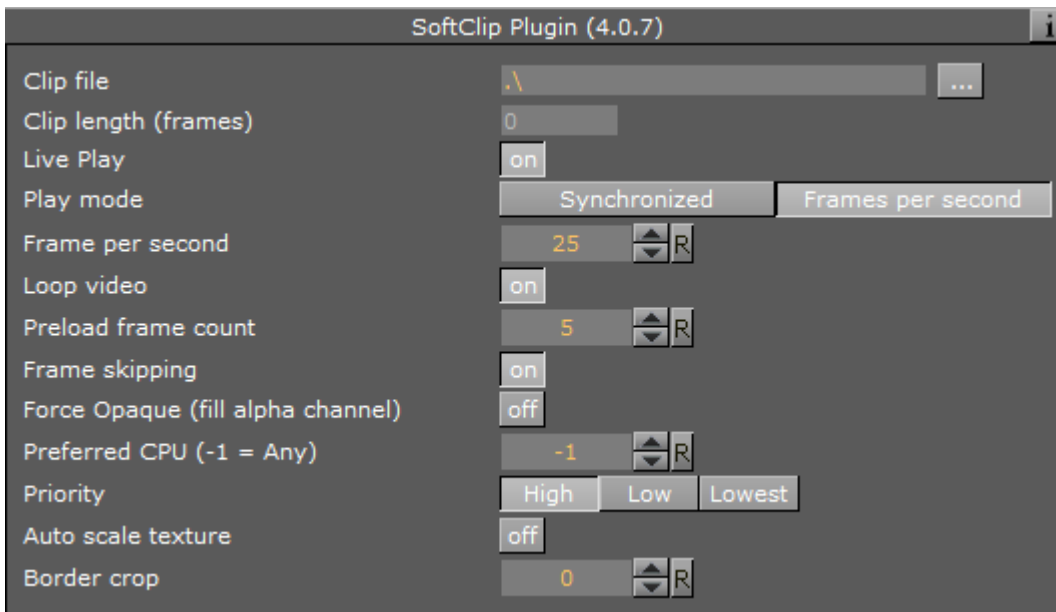 SoftClip Plugin (4.0.7) i
Clip file .\ ...
Clip length (frames) 0
Live Play on
Play mode Synchronized Frames per second
Frame per second 25 R
Loop video on
Preload frame count 5 R
Frame skipping on
Force Opaque (fill alpha channel) off
Preferred CPU (-1 = Any) -1 R
Priority High Low Lowest
Auto scale texture off
Border crop 0 R